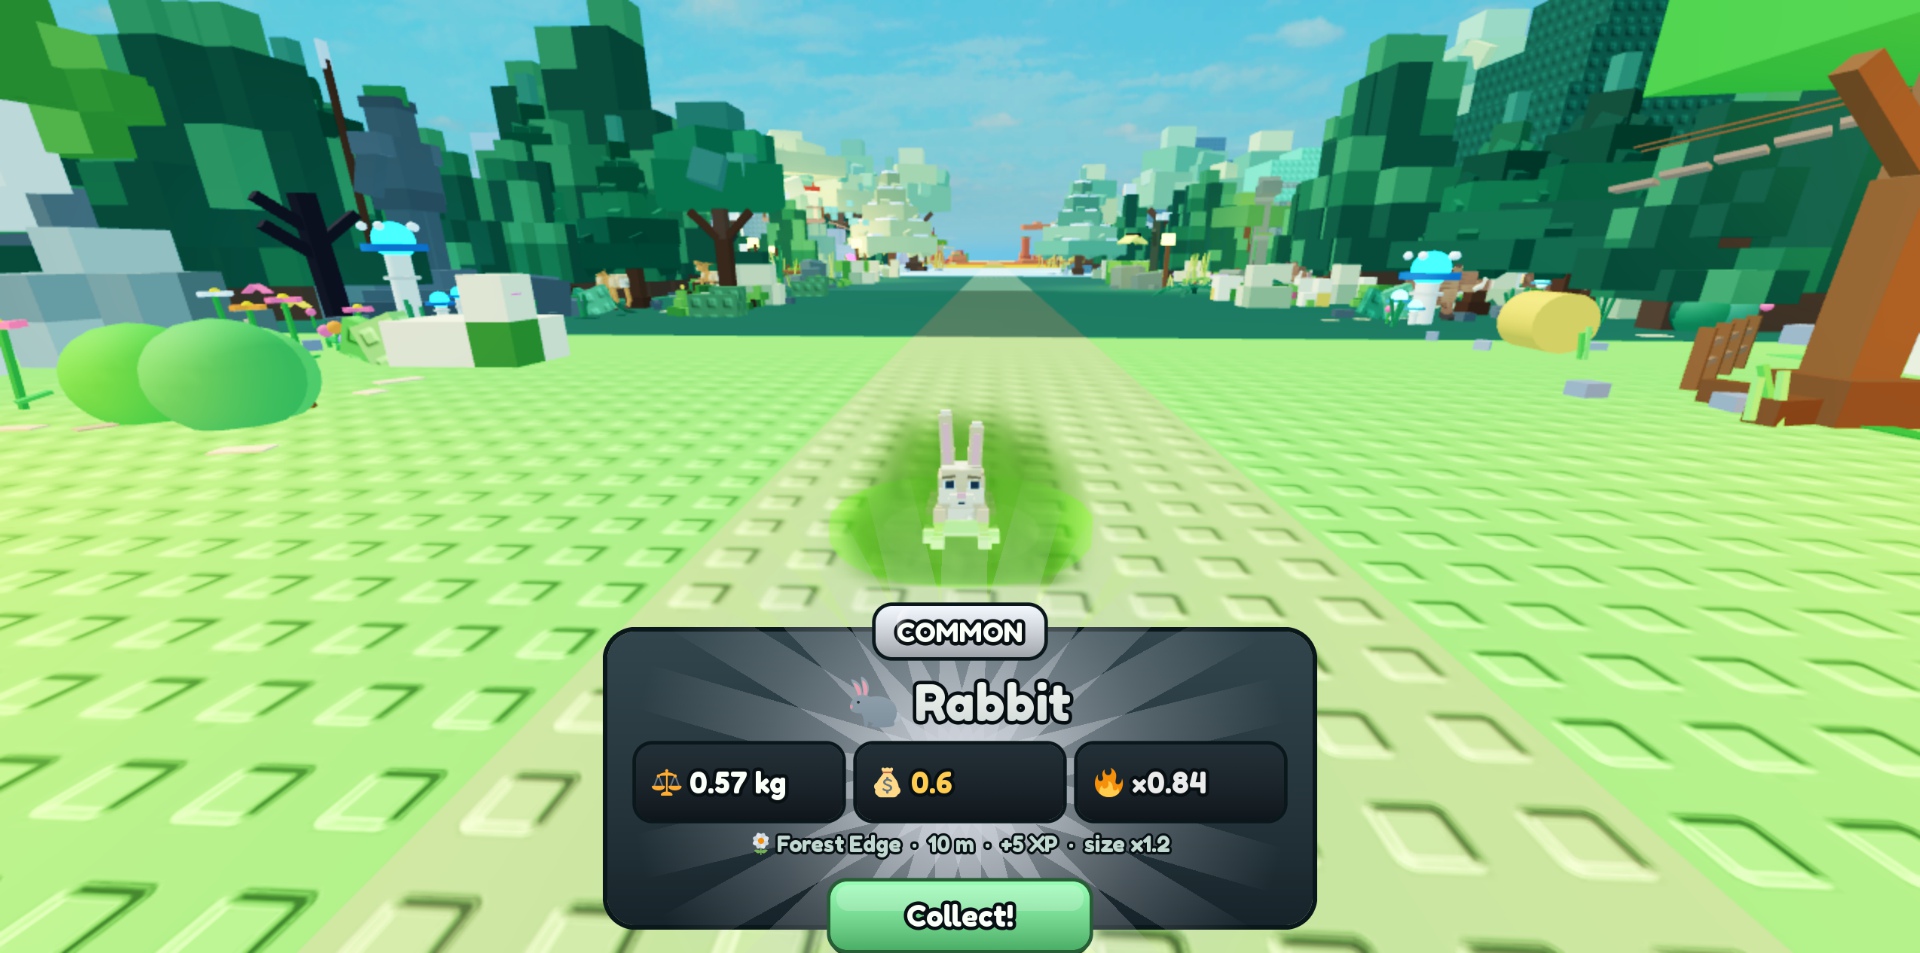 COMMON
Rabbit
0.57 kg
0.6
x0.84
Forest Edge · 10 m · +5 XP · size x1.2
Collect!